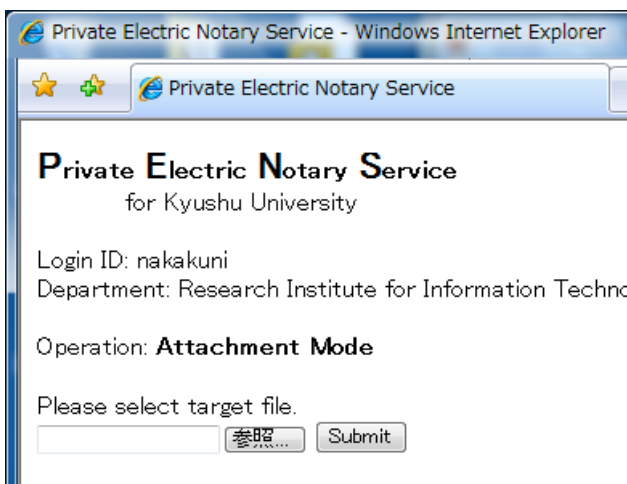 Private Electric Notary Service - Windows Internet Explorer
Private Electric Notary Service
Private Electric Notary Service
for Kyushu University
Login ID: nakakuni
Department: Research Institute for Information Techno
Operation: Attachment Mode
Please select target file.
参照... Submit